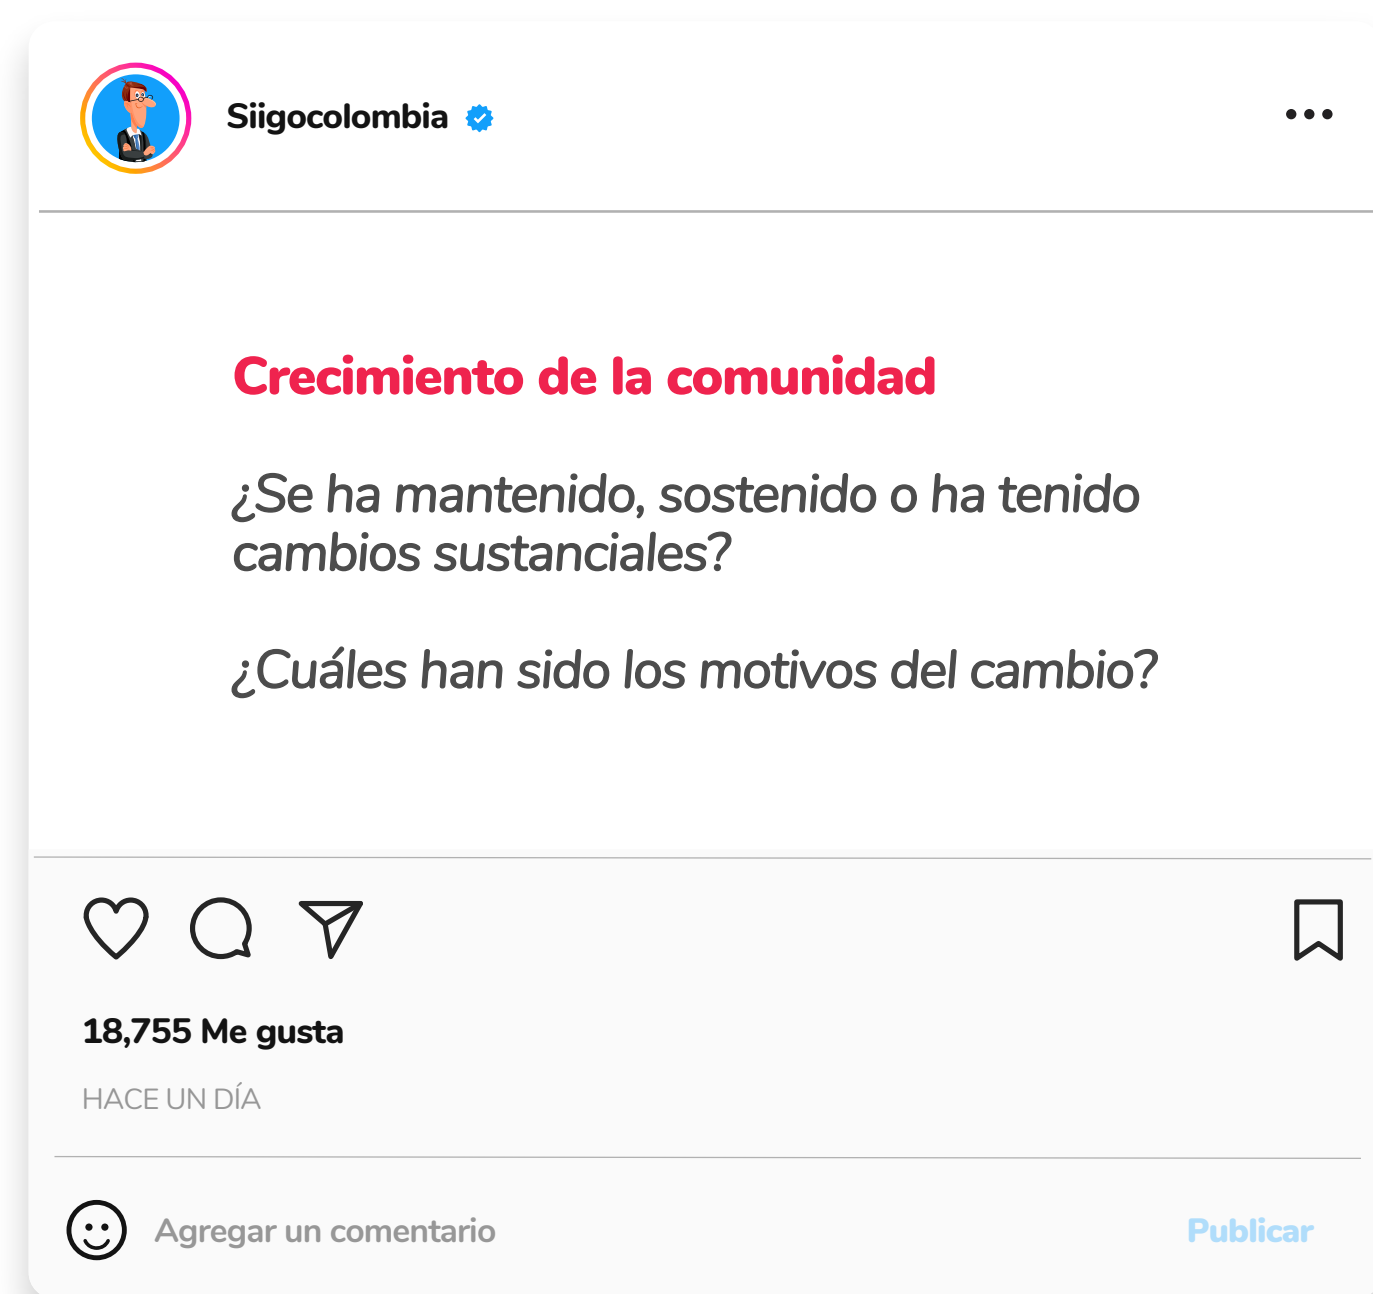 Siigocolombia
Crecimiento de la comunidad
¿Se ha mantenido, sostenido o ha tenido
cambios sustanciales?
¿Cuáles han sido los motivos del cambio?
18,755 Me gusta
HACE UN DÍA
Agregar un comentario
Publicar